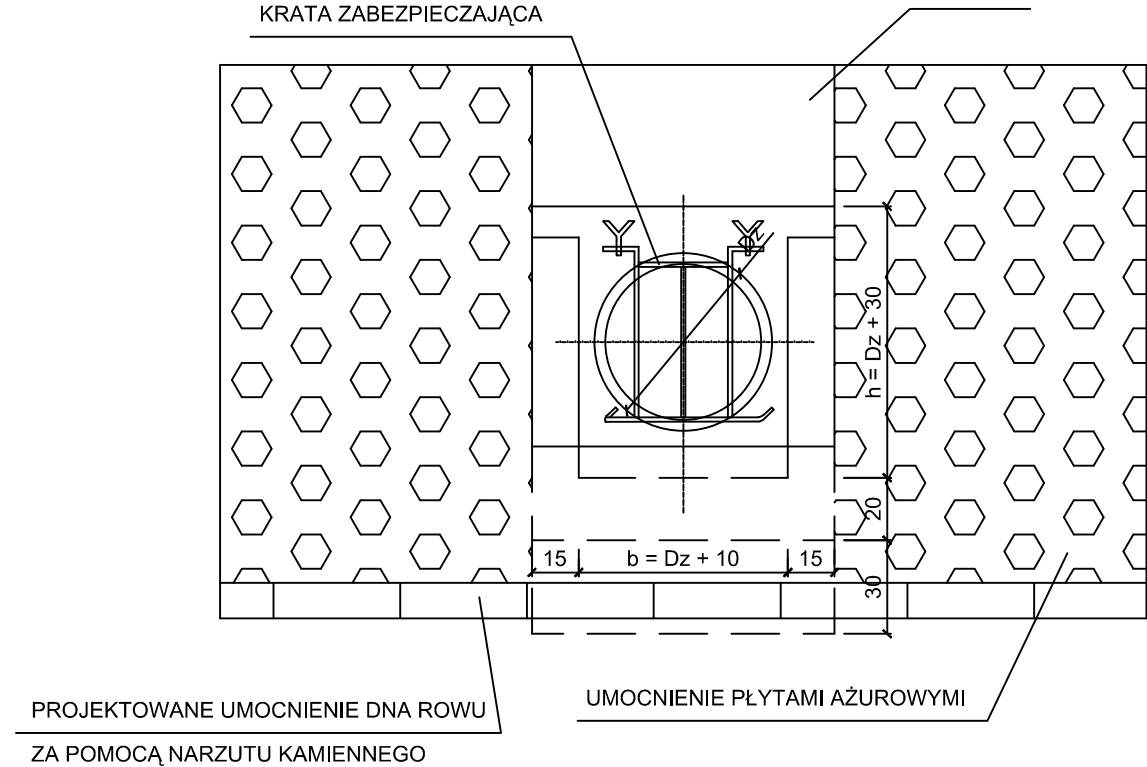 KRATA ZABEZPIECZAJĄCA
h = Dz + 30
20
15
b = Dz + 10
15
30
UMOCNIENIE PŁYTAMI AŻUROWYMI
PROJEKTOWANE UMOCNIENIE DNA ROWU
ZA POMOCĄ NARZUTU KAMIENNEGO